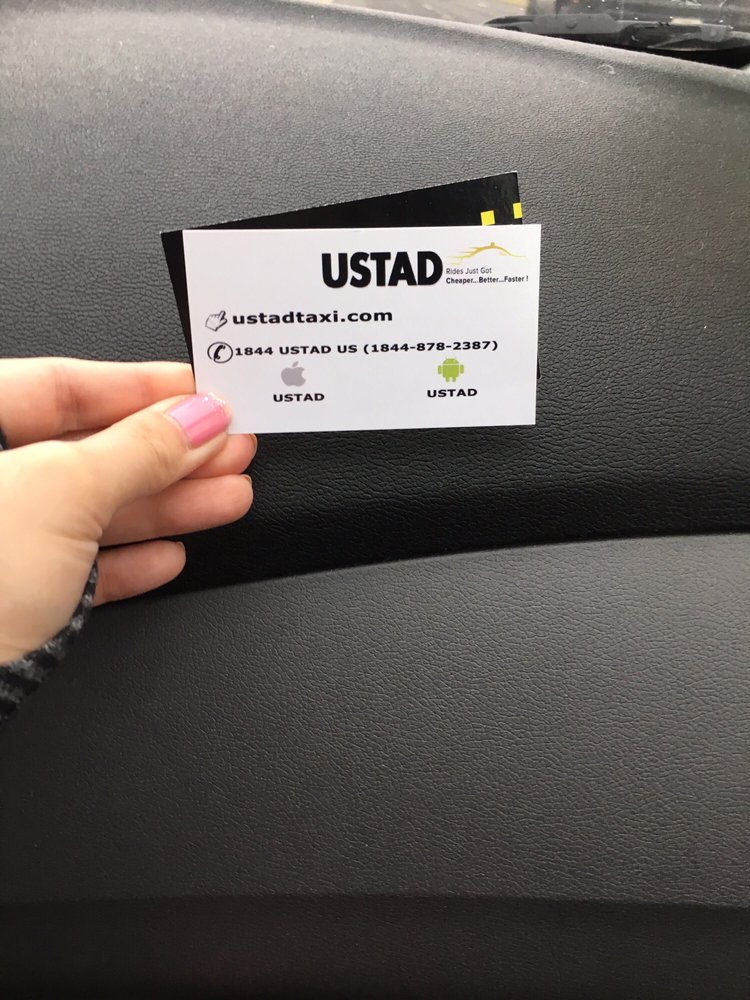 USTAD
Rides Just Got
Cheaper...Better...Faster !
ustadtaxi.com
1844 USTAD US (1844-878-2387)
USTAD
USTAD